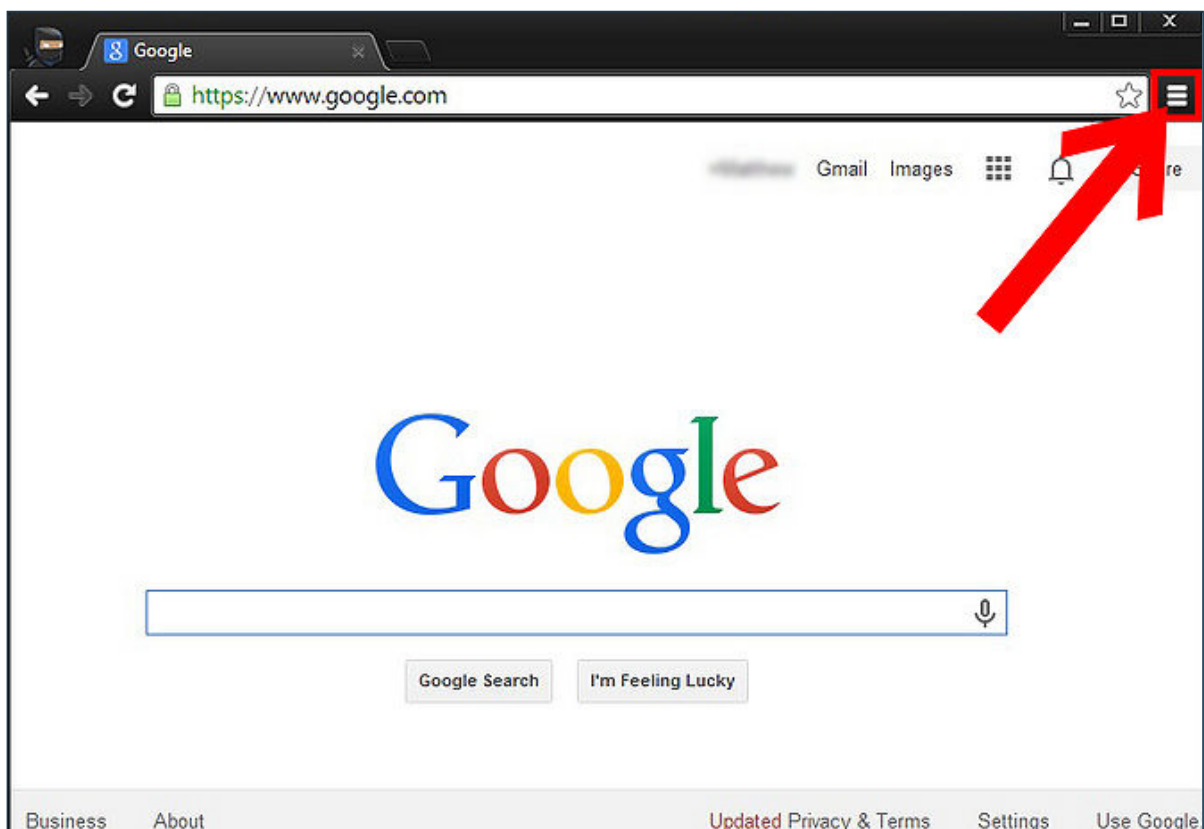 Google
https://www.google.com
Gmail Images
Google
Google Search I'm Feeling Lucky
Business About Updated Privacy & Terms Settings Use Google